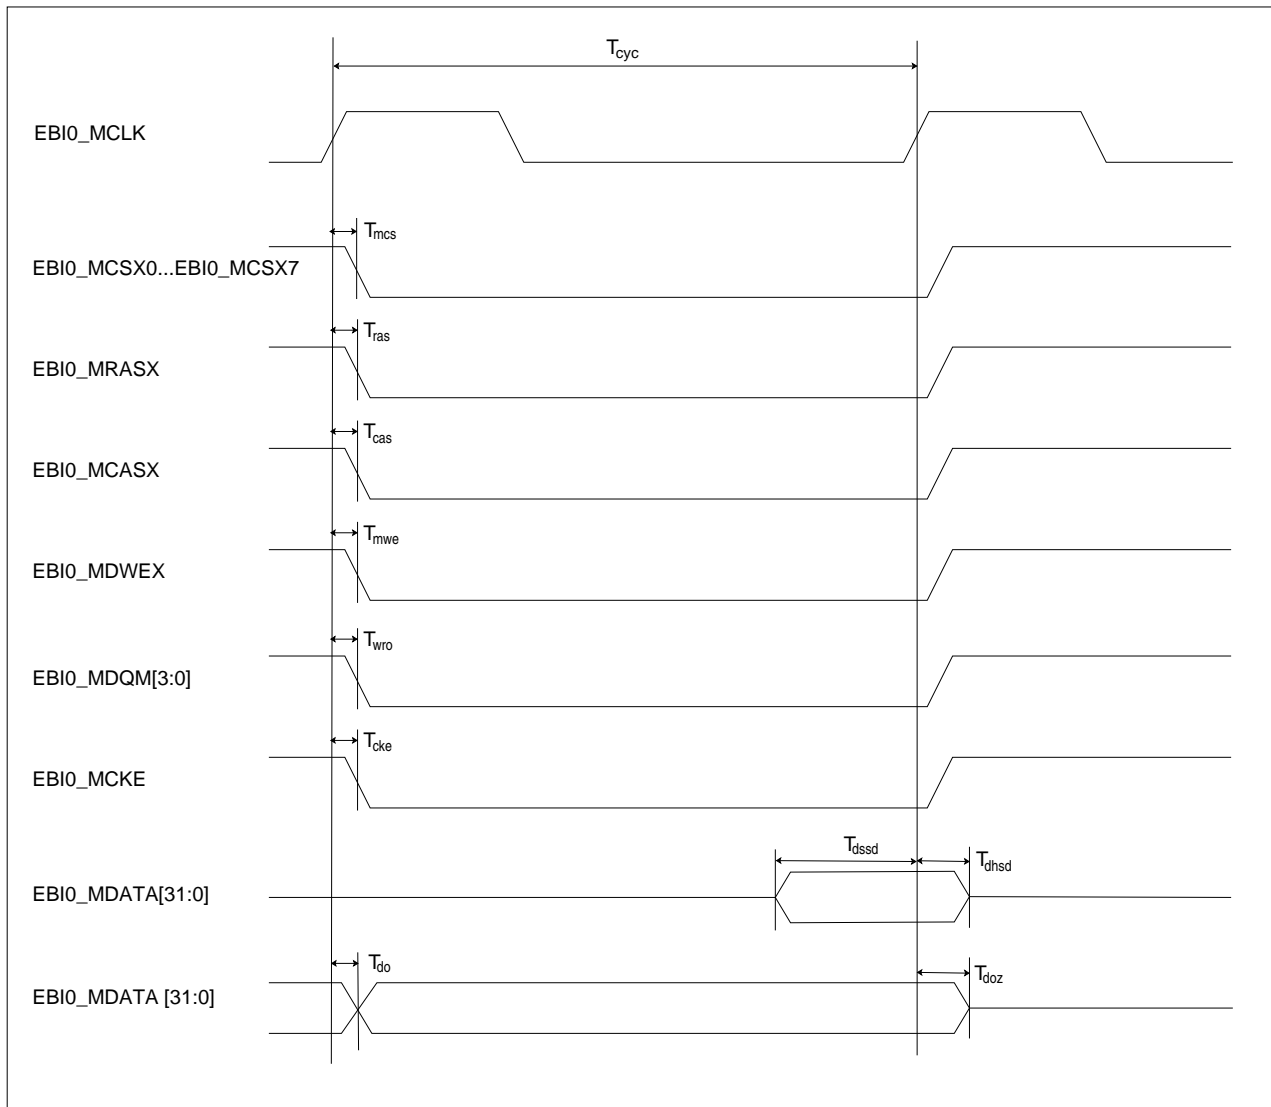 Tcyc
EBI0_MCLK
Tmcs
EBI0_MCSX0...EBI0_MCSX7
Tras
EBI0_MRASX
Tcas
EBI0_MCASX
Tmwe
EBI0_MDWEX
Twro
EBI0_MDQM[3:0]
Tcke
EBI0_MCKE
Tdssd
Tdhsd
EBI0_MDATA[31:0]
Tdo
Tdoz
EBI0_MDATA [31:0]